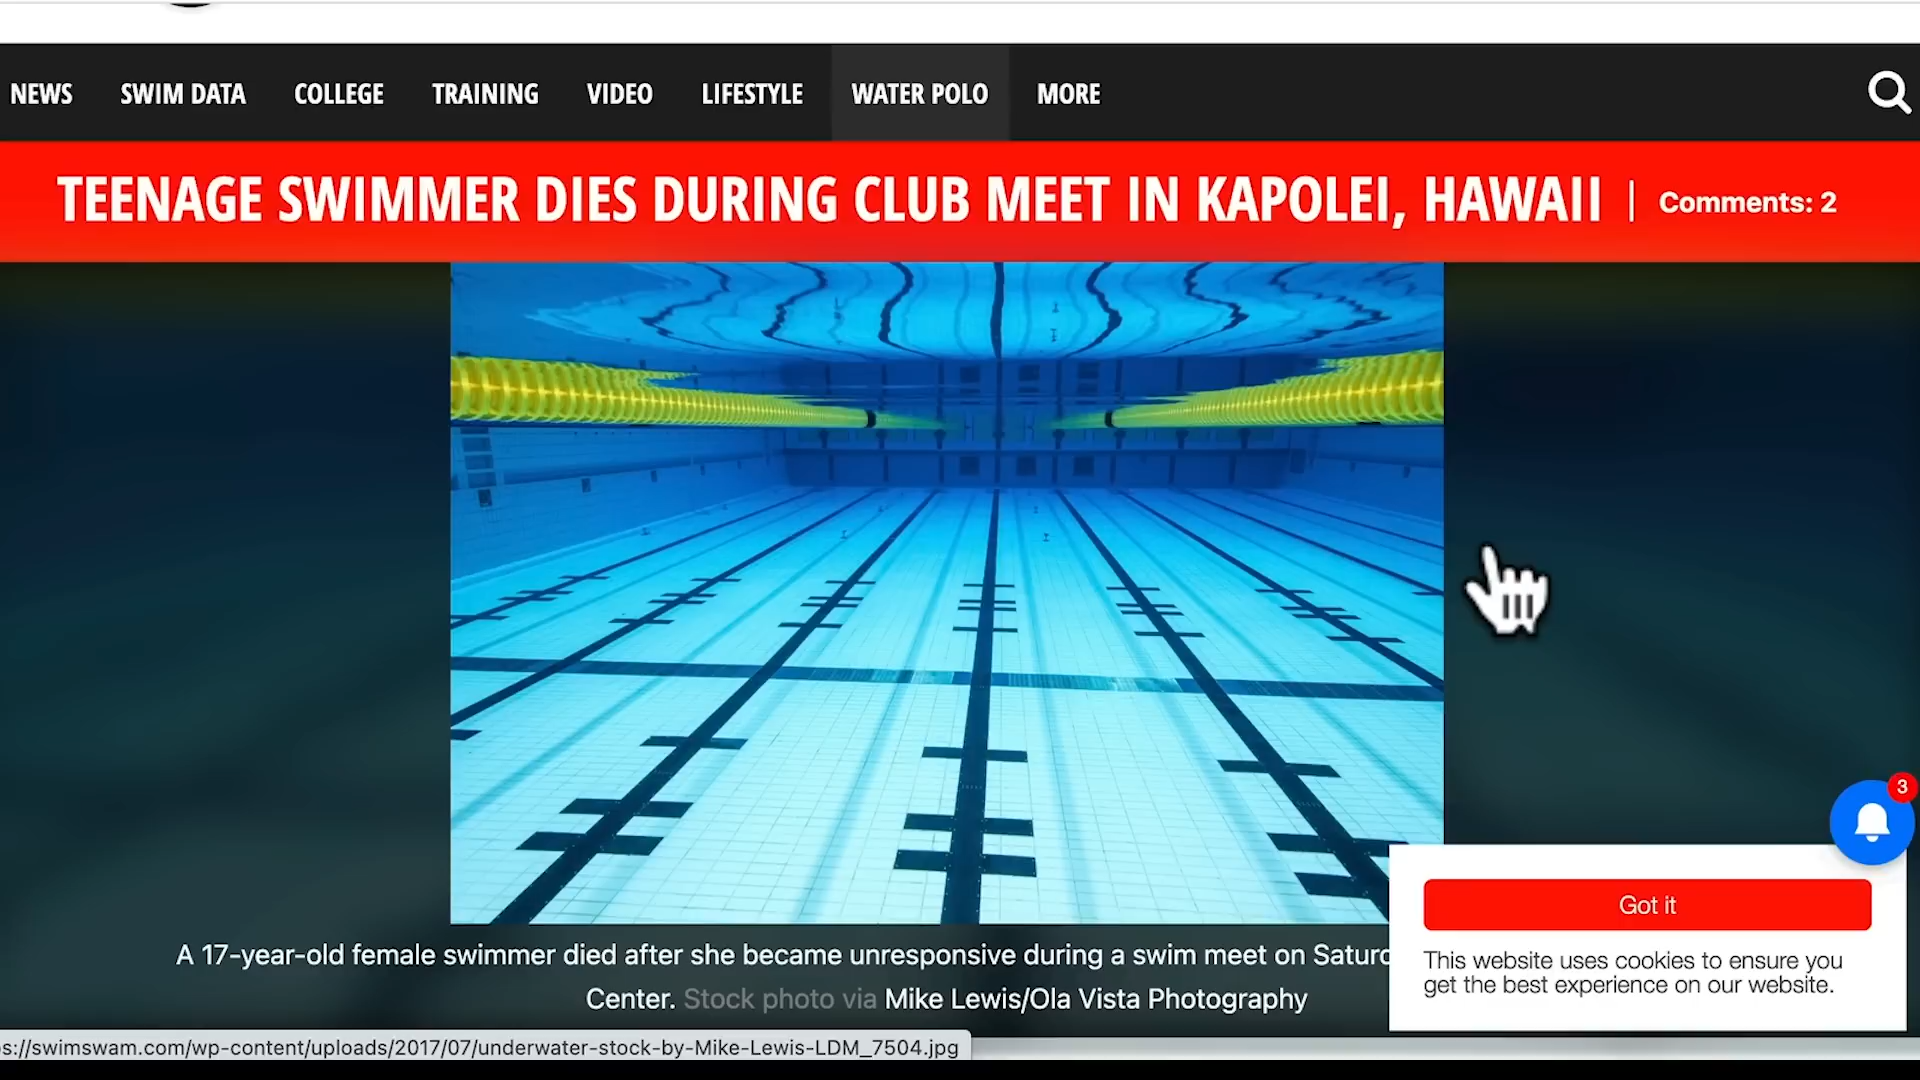 NEWS SWIM DATA COLLEGE TRAINING VIDEO LIFESTYLE WATER POLO MORE
TEENAGE SWIMMER DIES DURING CLUB MEET IN KAPOLEI, HAWAII | Comments: 2
3
A 17-year-old female swimmer died after she became unresponsive during a swim meet on
Center. Stock photo via Mike Lewis/Ola Vista Photography
Got it
This website uses cookies to ensure you
get the best experience on our website.
s://swimswam.com/wp-content/uploads/2017/07/underwater-stock-by-Mike-Lewis-LDM_7504.jpg